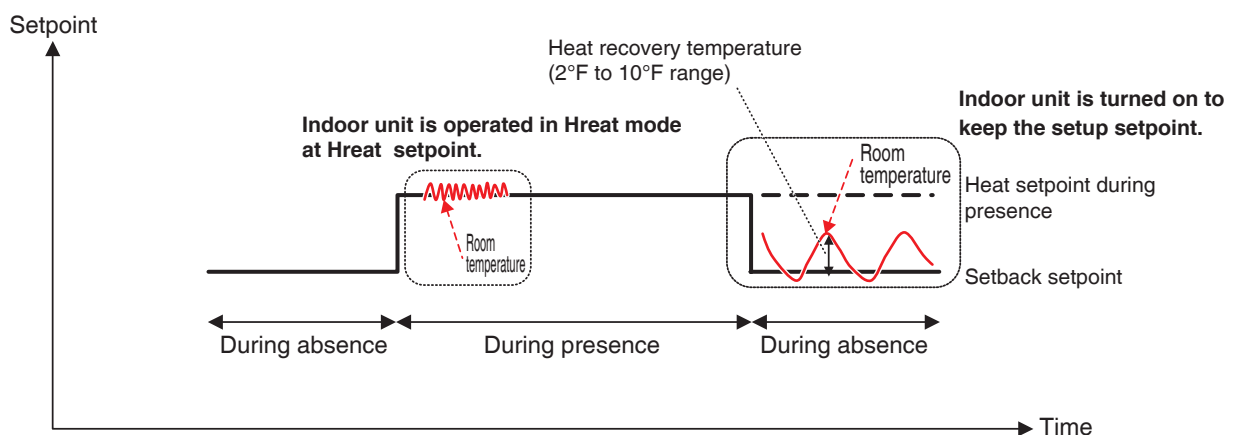 Setpoint
Heat recovery temperature
(2°F to 10°F range)
Indoor unit is turned on to
keep the setup setpoint.
Indoor unit is operated in Hreat mode
at Hreat  setpoint.
Room
temperature
Heat setpoint during
presence
Room
temperature
Setback setpoint
During absence
During presence
During absence
Time